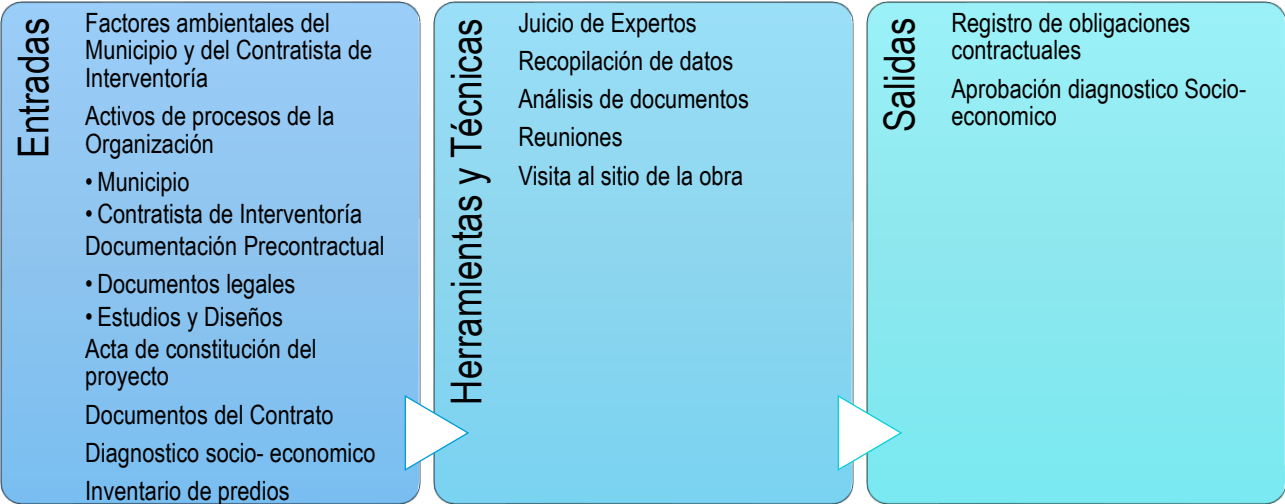 Entradas
Factores ambientales del
Municipio y del Contratista de
Interventoría
Activos de procesos de la
Organización
• Municipio
• Contratista de Interventoría
Documentación Precontractual
• Documentos legales
• Estudios y Diseños
Acta de constitución del
proyecto
Documentos del Contrato
Diagnostico socio- economico
Inventario de predios
Herramientas y Técnicas
Juicio de Expertos
Recopilación de datos
Análisis de documentos
Reuniones
Visita al sitio de la obra
Salidas
Registro de obligaciones
contractuales
Aprobación diagnostico Socio-
economico